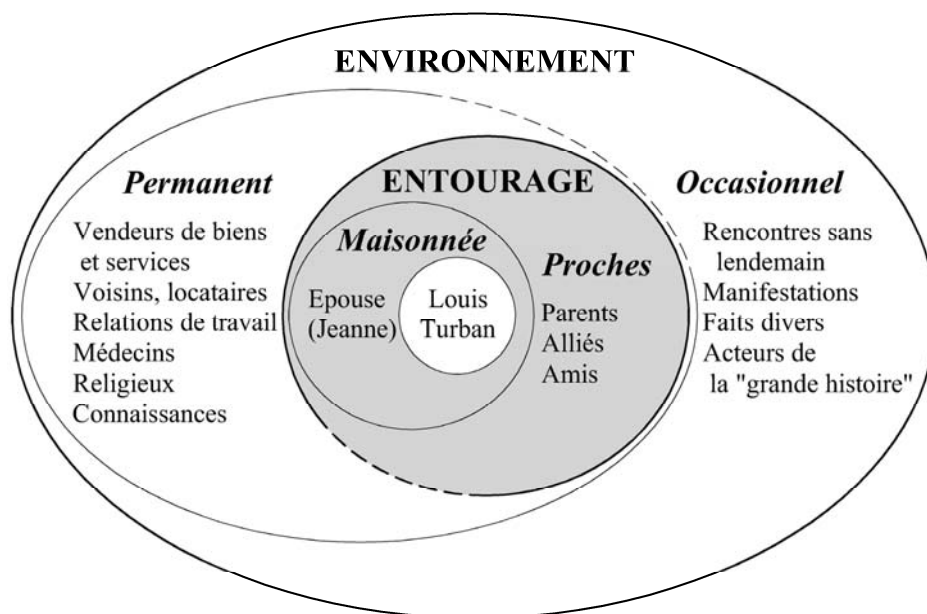 ENVIRONNEMENT
Permanent
Vendeurs de biens
et services
Voisins, locataires
Relations de travail
Médecins
Religieux
Connaissances
ENTOURAGE
Maisonnée
Epouse
(Jeanne)
Louis
Turban
Proches
Parents
Alliés
Amis
Occasionnel
Rencontres sans
lendemain
Manifestations
Faits divers
Acteurs de
la "grande histoire"